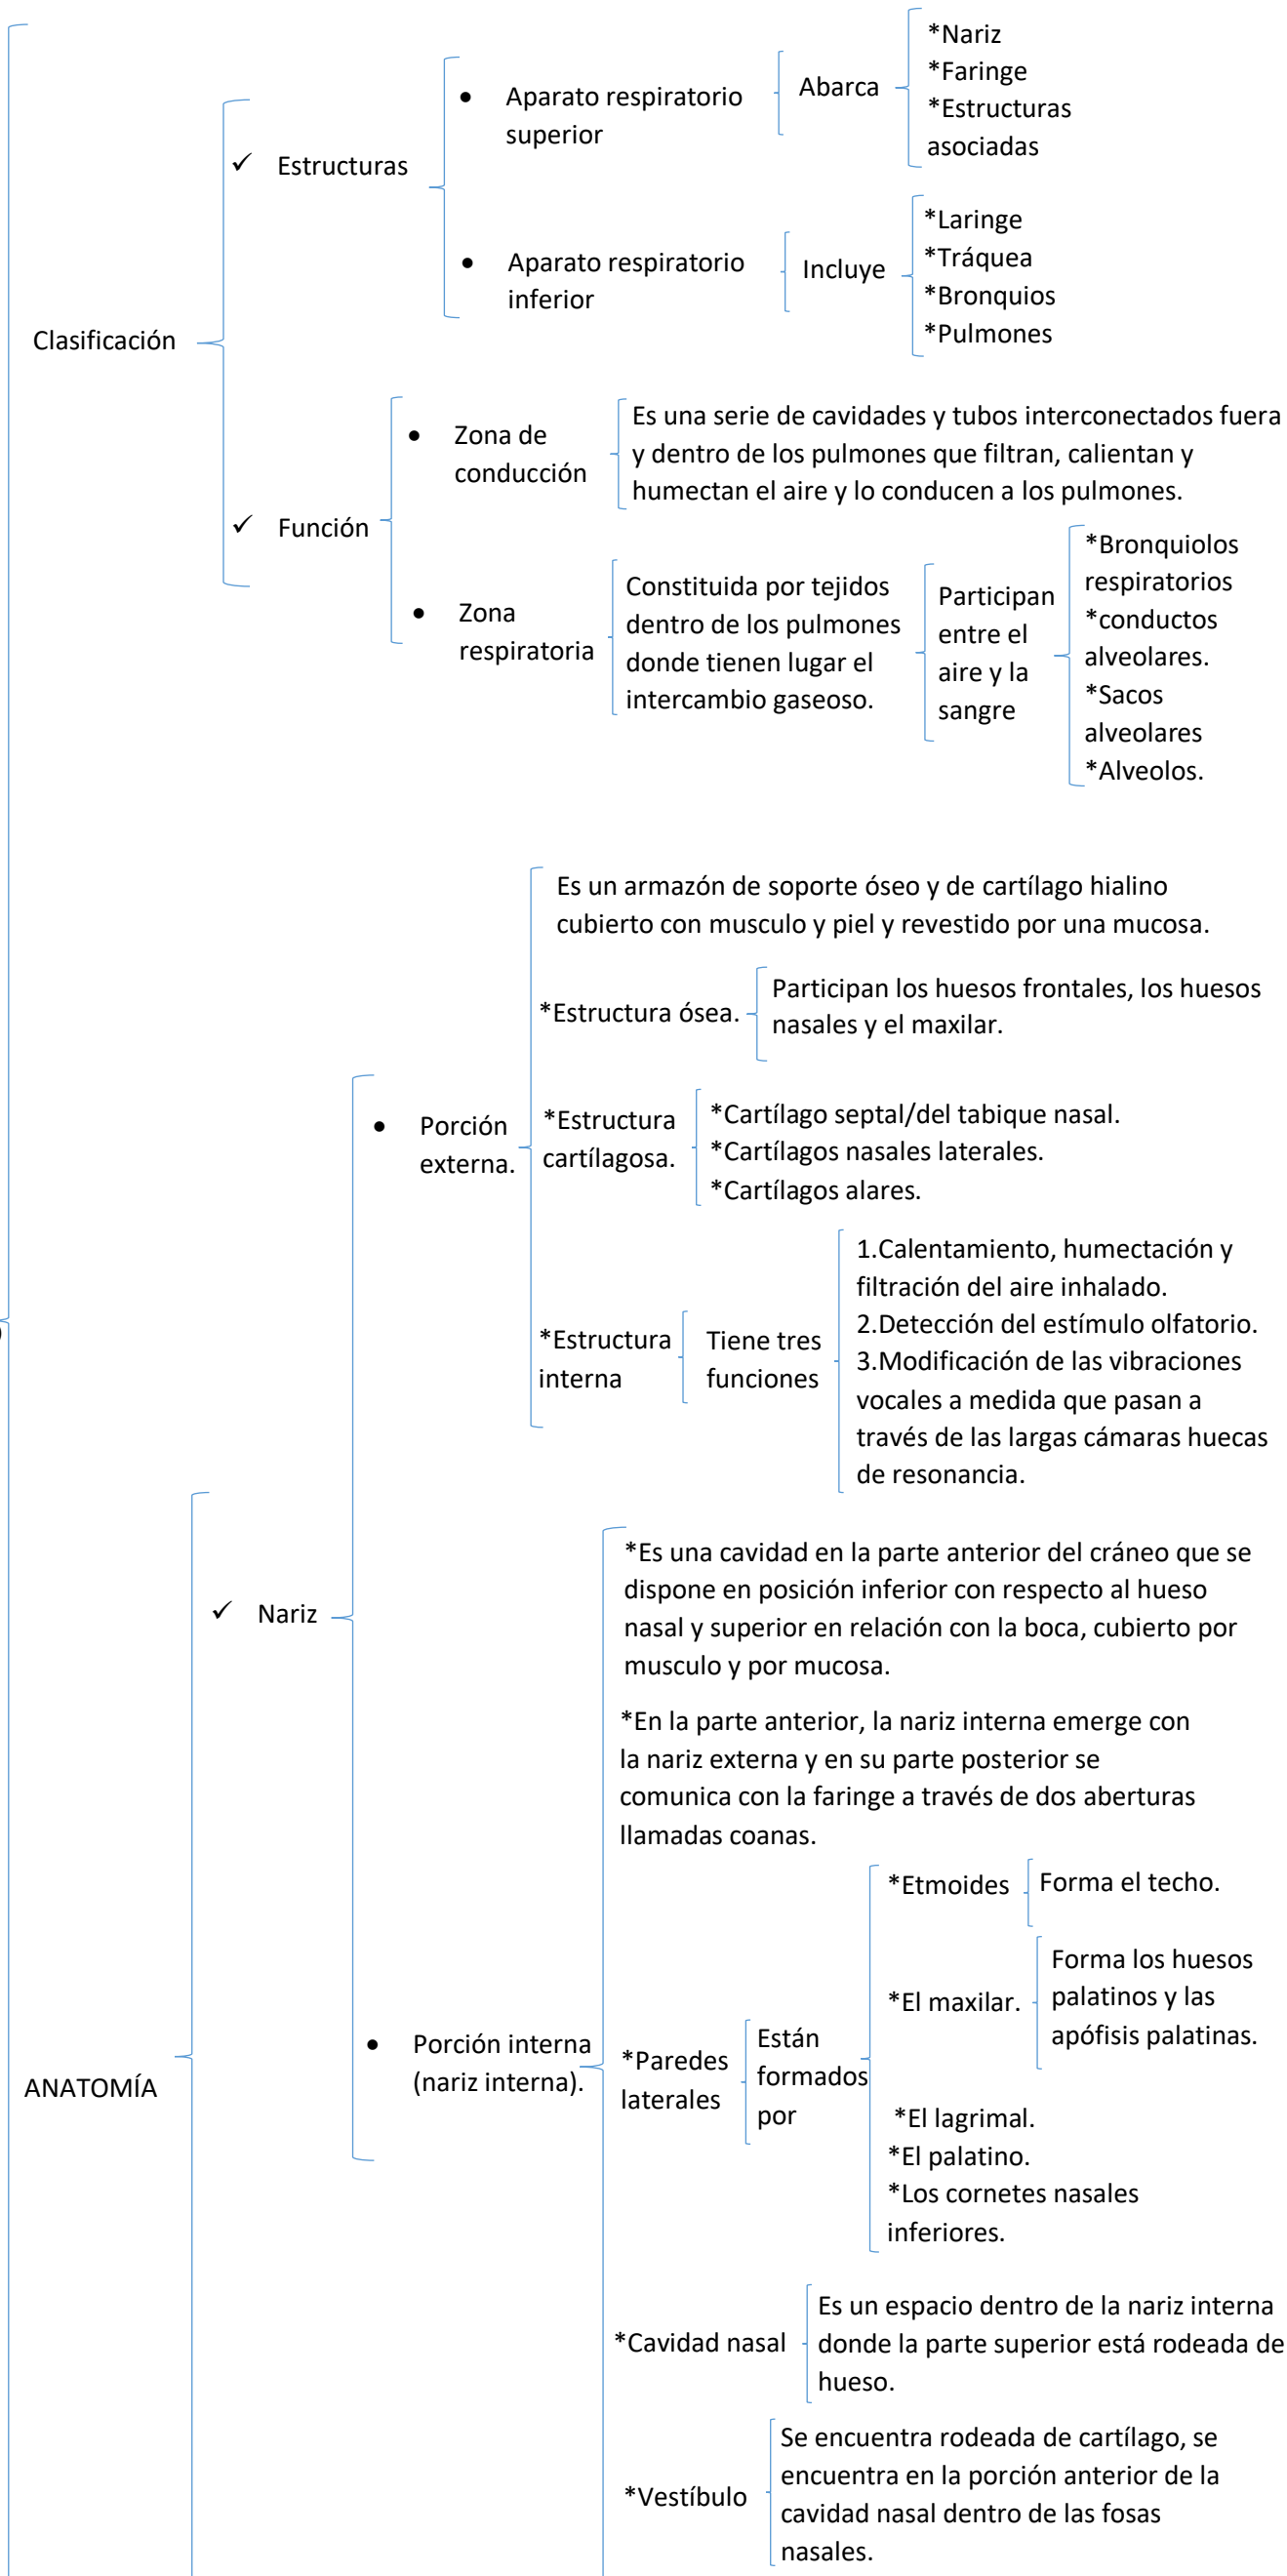 Clasificación
✓ Estructuras
• Aparato respiratorio
superior
Abarca
*Nariz
*Faringe
*Estructuras
asociadas
• Aparato respiratorio
inferior
Incluye
*Laringe
*Tráquea
*Bronquios
*Pulmones
✓ Función
• Zona de
conducción
Es una serie de cavidades y tubos interconectados fuera
y dentro de los pulmones que filtran, calientan y
humectan el aire y lo conducen a los pulmones.
• Zona
respiratoria
Constituida por tejidos
dentro de los pulmones
donde tienen lugar el
intercambio gaseoso.
Participan
entre el
aire y la
sangre
*Bronquiolos
respiratorios
*conductos
alveolares.
*Sacos
alveolares
*Alveolos.
ANATOMÍA
✓ Nariz
• Porción
externa.
Es un armazón de soporte óseo y de cartílago hialino
cubierto con musculo y piel y revestido por una mucosa.
*Estructura ósea.
Participan los huesos frontales, los huesos
nasales y el maxilar.
*Estructura
cartílagosa.
*Cartílago septal/del tabique nasal.
*Cartílagos nasales laterales.
*Cartílagos alares.
*Estructura
interna
Tiene tres
funciones
1.Calentamiento, humectación y
filtración del aire inhalado.
2.Detección del estímulo olfatorio.
3.Modificación de las vibraciones
vocales a medida que pasan a
través de las largas cámaras huecas
de resonancia.
• Porción interna
(nariz interna).
*Es una cavidad en la parte anterior del cráneo que se
dispone en posición inferior con respecto al hueso
nasal y superior en relación con la boca, cubierto por
musculo y por mucosa.
*En la parte anterior, la nariz interna emerge con
la nariz externa y en su parte posterior se
comunica con la faringe a través de dos aberturas
llamadas coanas.
*Paredes
laterales
Están
formados
por
*Etmoides
Forma el techo.
*El maxilar.
Forma los huesos
palatinos y las
apófisis palatinas.
*El lagrimal.
*El palatino.
*Los cornetes nasales
inferiores.
*Cavidad nasal
Es un espacio dentro de la nariz interna
donde la parte superior está rodeada de
hueso.
*Vestíbulo
Se encuentra rodeada de cartílago, se
encuentra en la porción anterior de la
cavidad nasal dentro de las fosas
nasales.